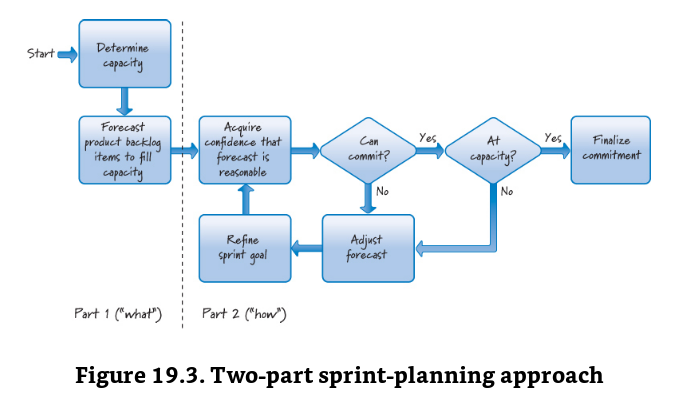 Start
Determine
capacity
Forecast
product backlog
items to fill
capacity
Acquire
confidence that
forecast is
reasonable
Can
commit?
Yes
At
capacity?
Yes
Finalize
commitment
No
No
Refine
sprint goal
Adjust
forecast
Part 1 ("what")
Part 2 ("how")
Figure 19.3. Two-part sprint-planning approach